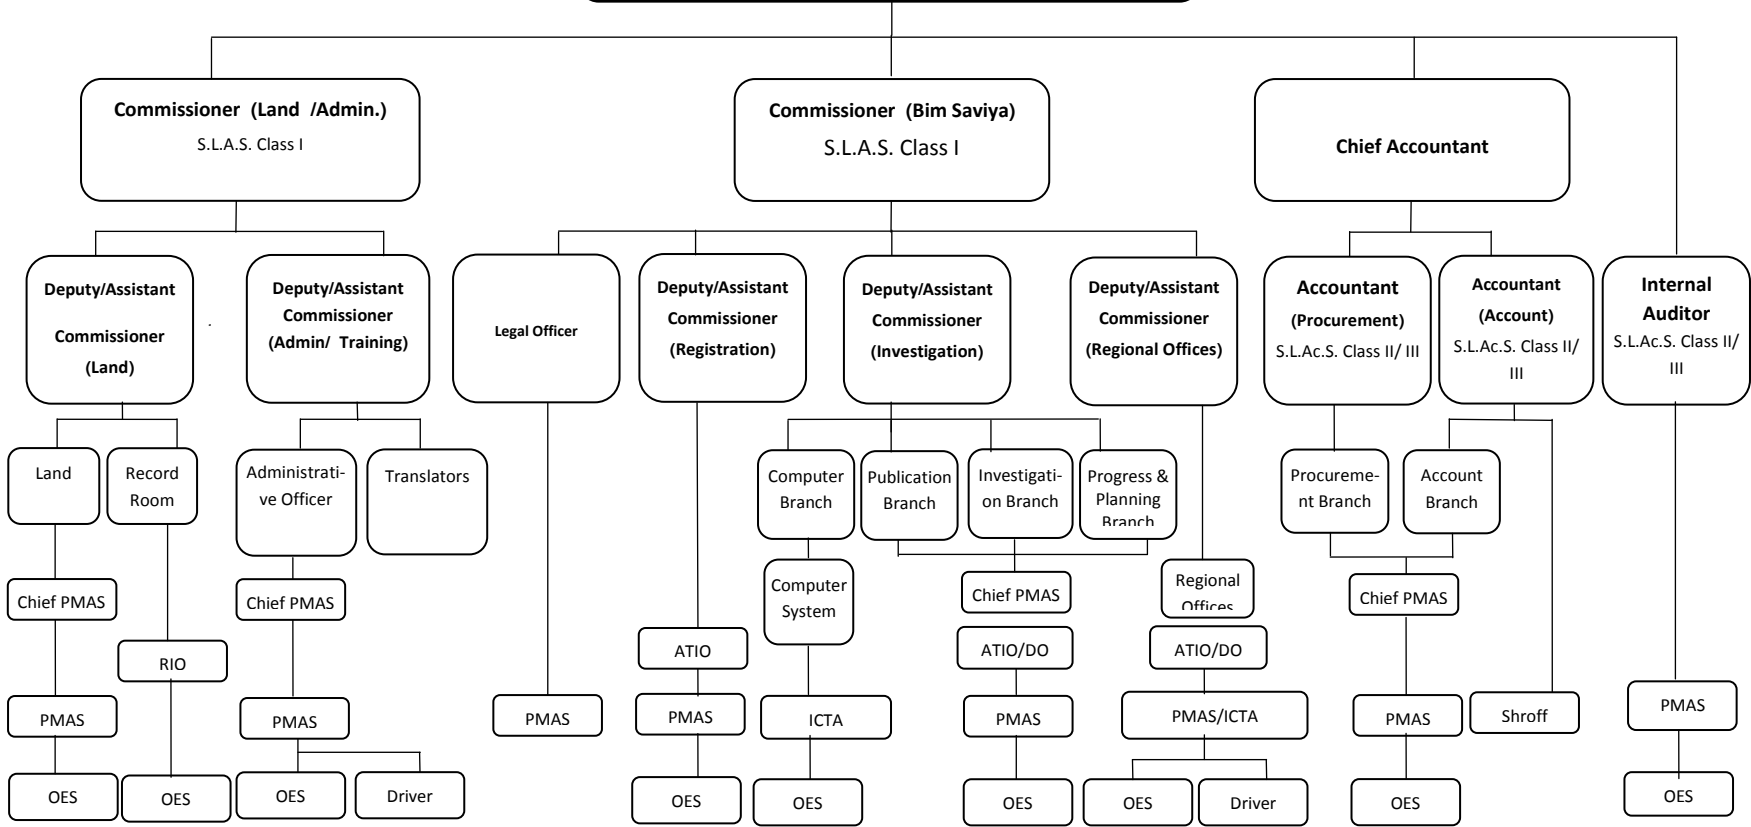 Commissioner (Land /Admin.)
S.L.A.S. Class I
Commissioner (Bim Saviya)
S.L.A.S. Class I
Chief Accountant
Deputy/Assistant
Commissioner
(Land)
.
Deputy/Assistant
Commissioner
(Admin/ Training)
Legal Officer
Deputy/Assistant
Commissioner
(Registration)
Deputy/Assistant
Commissioner
(Investigation)
Deputy/Assistant
Commissioner
(Regional Offices)
Accountant
(Procurement)
S.L.Ac.S. Class II/ III
Accountant
(Account)
S.L.Ac.S. Class II/
III
Internal
Auditor
S.L.Ac.S. Class II/
III
Land
Record
Room
Administrati-
ve Officer
Translators
Computer
Branch
Publication
Branch
Investigati-
on Branch
Progress &
Planning
Branch
Procureme-
nt Branch
Account
Branch
Computer
System
Regional
Offices
Chief PMAS
Chief PMAS
Chief PMAS
Chief PMAS
RIO
ATIO
ATIO/DO
ATIO/DO
PMAS
PMAS
PMAS
PMAS
ICTA
PMAS
PMAS/ICTA
PMAS
Shroff
PMAS
OES
OES
OES
Driver
OES
OES
OES
OES
Driver
OES
OES